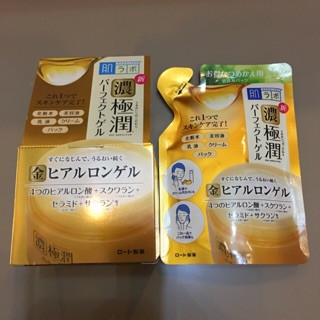 肌ラボ
新
濃
極潤
パーフェクトゲル
これ1つで
スキンケア完了!
化粧水
美容液
乳液
クリーム
パック
すぐになじんで、うるおい続く
金 ヒアルロンゲル
4つのヒアルロン酸+スクワラン+
セラミド+サクラン
濃極潤
ロート製薬
お得なつめかえ用
肌ラボ
新
濃
極潤
パーフェクトゲル
これ1つで
スキンケア完了!
化粧水
美容液
乳液
クリーム
パック
すぐになじんで、うるおい続く
金 ヒアルロンゲル
4つのヒアルロン酸+スクワラン+
セラミド+サクラン
ロート製薬